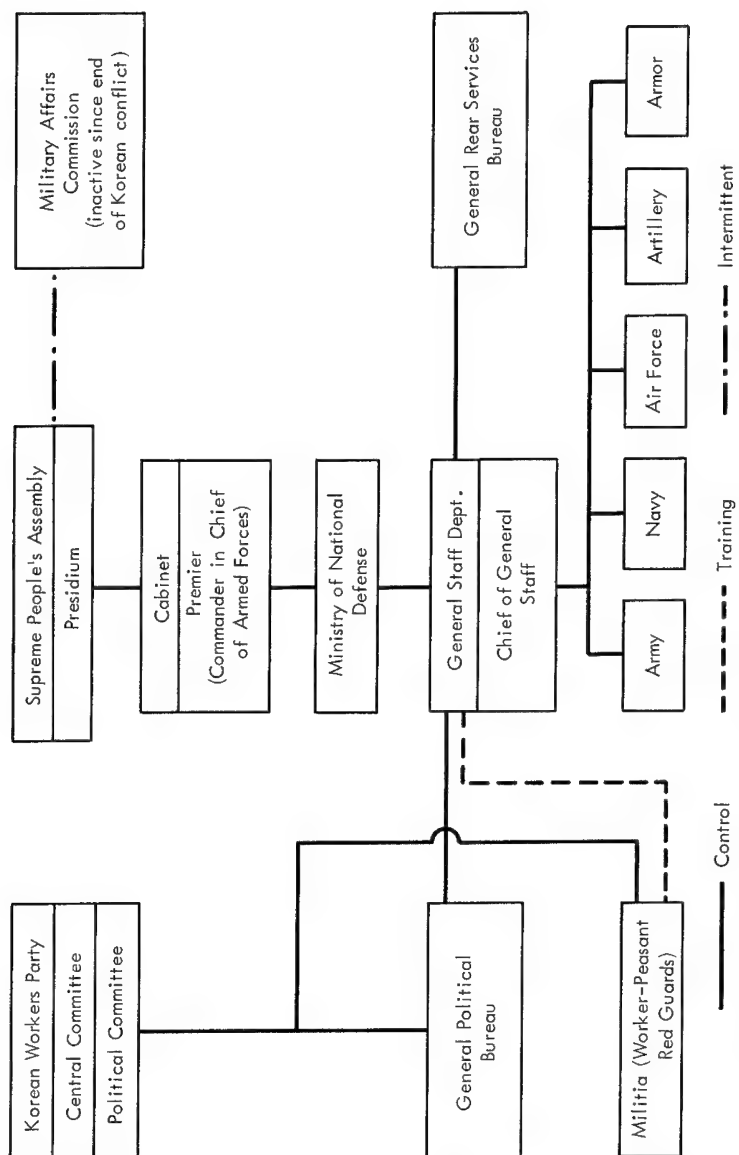 Korean Workers Party
Central Committee
Political Committee
Supreme People's Assembly
Presidium
Military Affairs
Commission
(inactive since end
of Korean conflict)
Cabinet
Premier
(Commander in Chief
of Armed Forces)
Ministry of National
Defense
General Political
Bureau
General Staff Dept.
Chief of General
Staff
General Rear Services
Bureau
Militia (Worker-Peasant
Red Guards)
Army
Navy
Air Force
Artillery
Armor
Control
Training
Intermittent